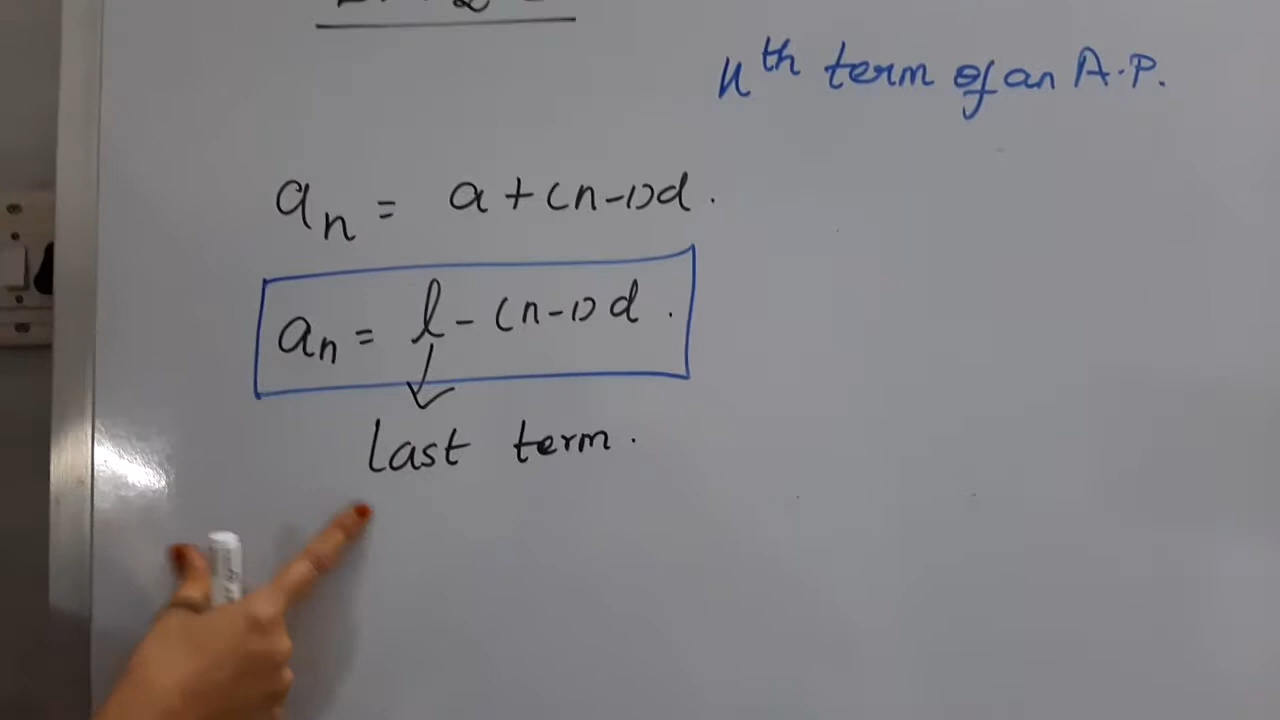 nth term of an A.P.
an = a + (n-1)d.
an = l - (n-1)d.
last term.